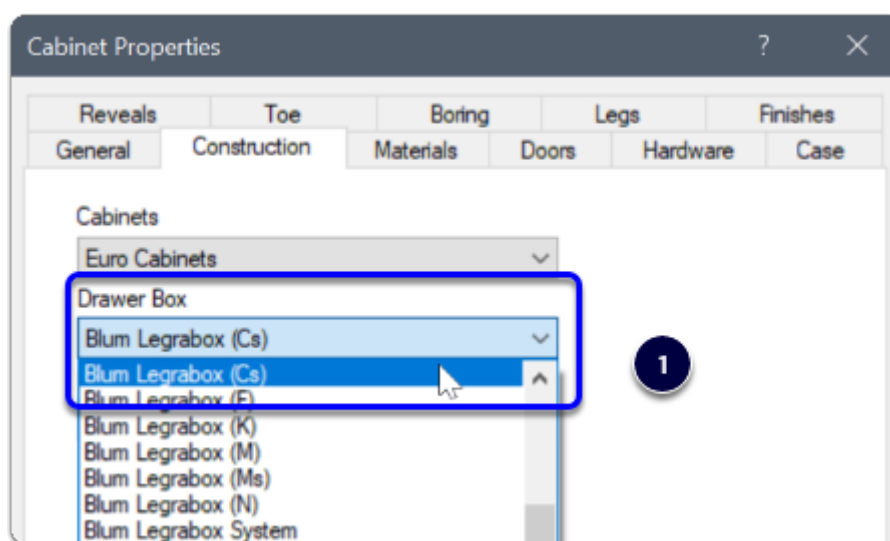 Cabinet Properties ?
Reveals Toe Boring Legs Finishes
General Construction Materials Doors Hardware Case
Cabinets
Euro Cabinets
Drawer Box
Blum Legrabox (Cs)
Blum Legrabox (Cs)
Blum Legrabox (F)
Blum Legrabox (K)
Blum Legrabox (M)
Blum Legrabox (Ms)
Blum Legrabox (N)
Blum Legrabox System
1